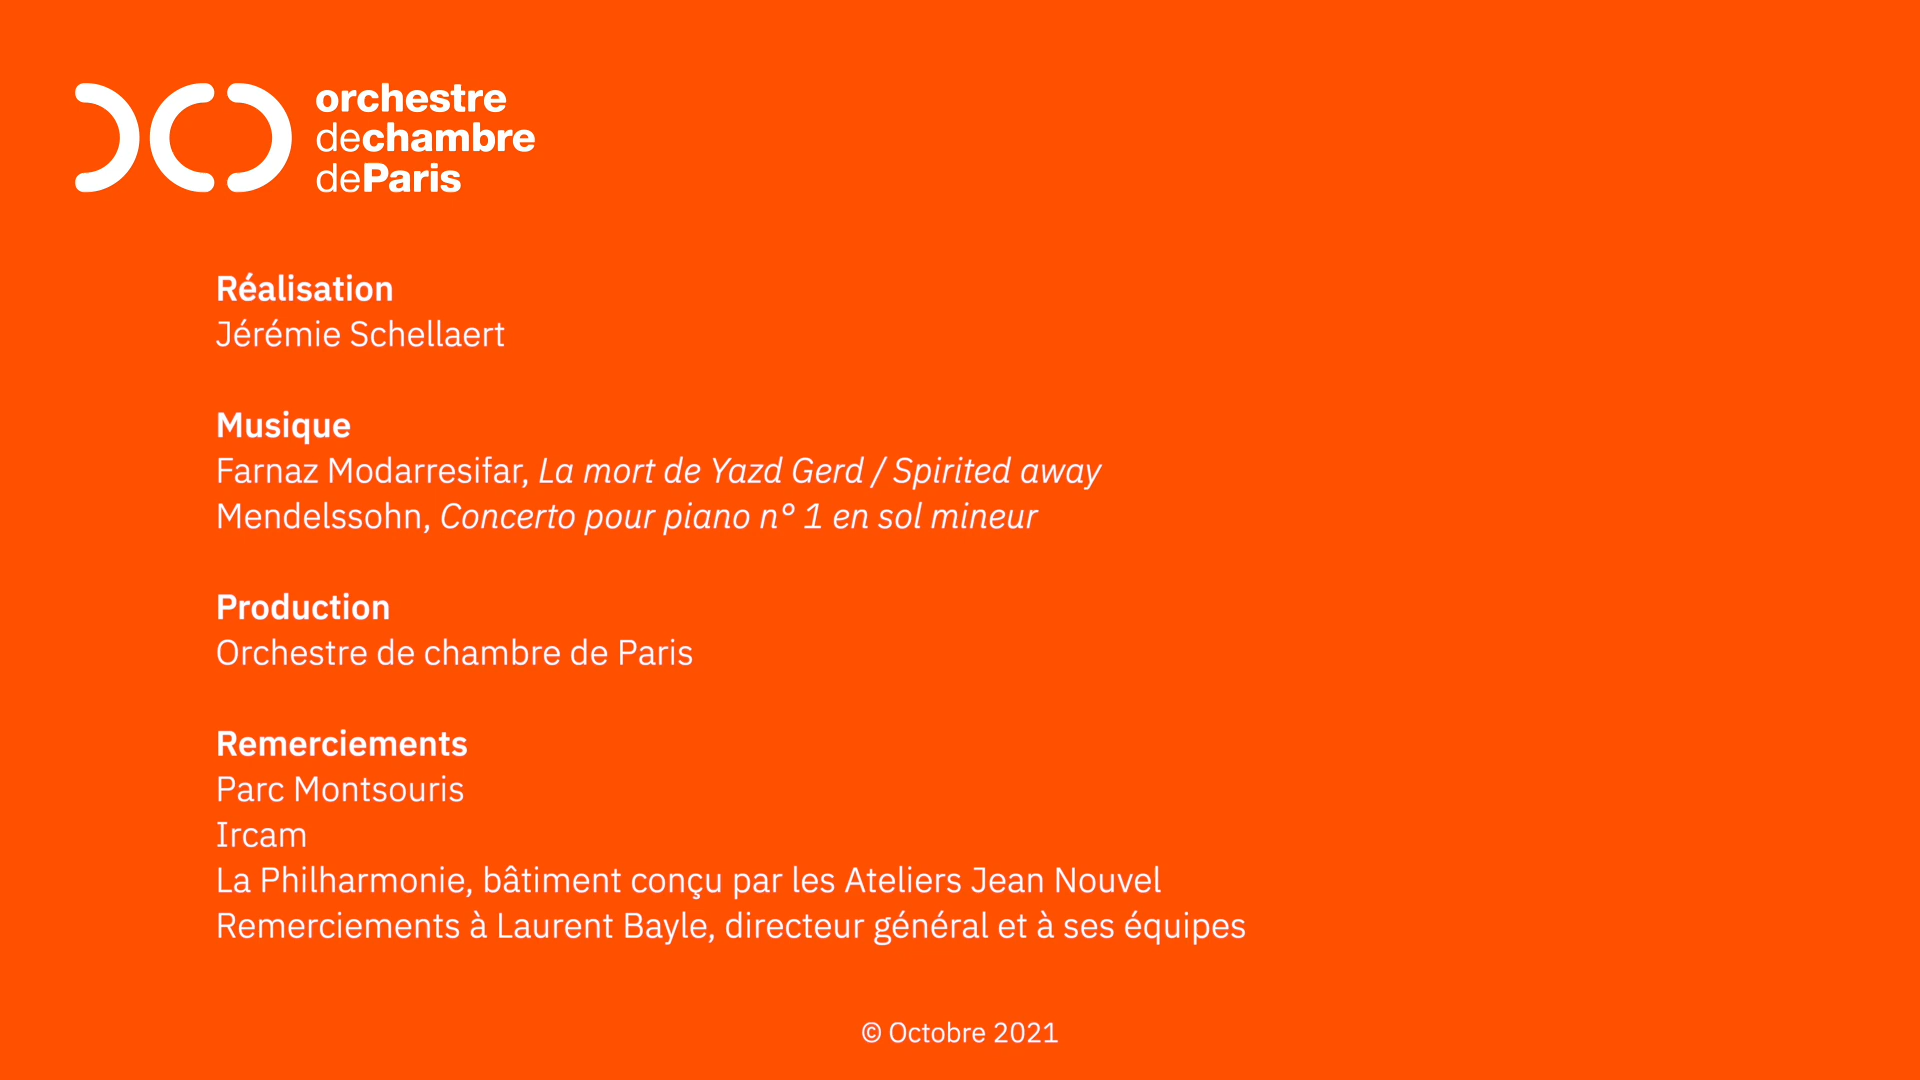 orchestre
dechambre
deParis
Réalisation
Jérémie Schellaert
Musique
Farnaz Modarresifar, La mort de Yazd Gerd / Spirited away
Mendelssohn, Concerto pour piano n° 1 en sol mineur
Production
Orchestre de chambre de Paris
Remerciements
Parc Montsouris
Ircam
La Philharmonie, bâtiment conçu par les Ateliers Jean Nouvel
Remerciements à Laurent Bayle, directeur général et à ses équipes
© Octobre 2021